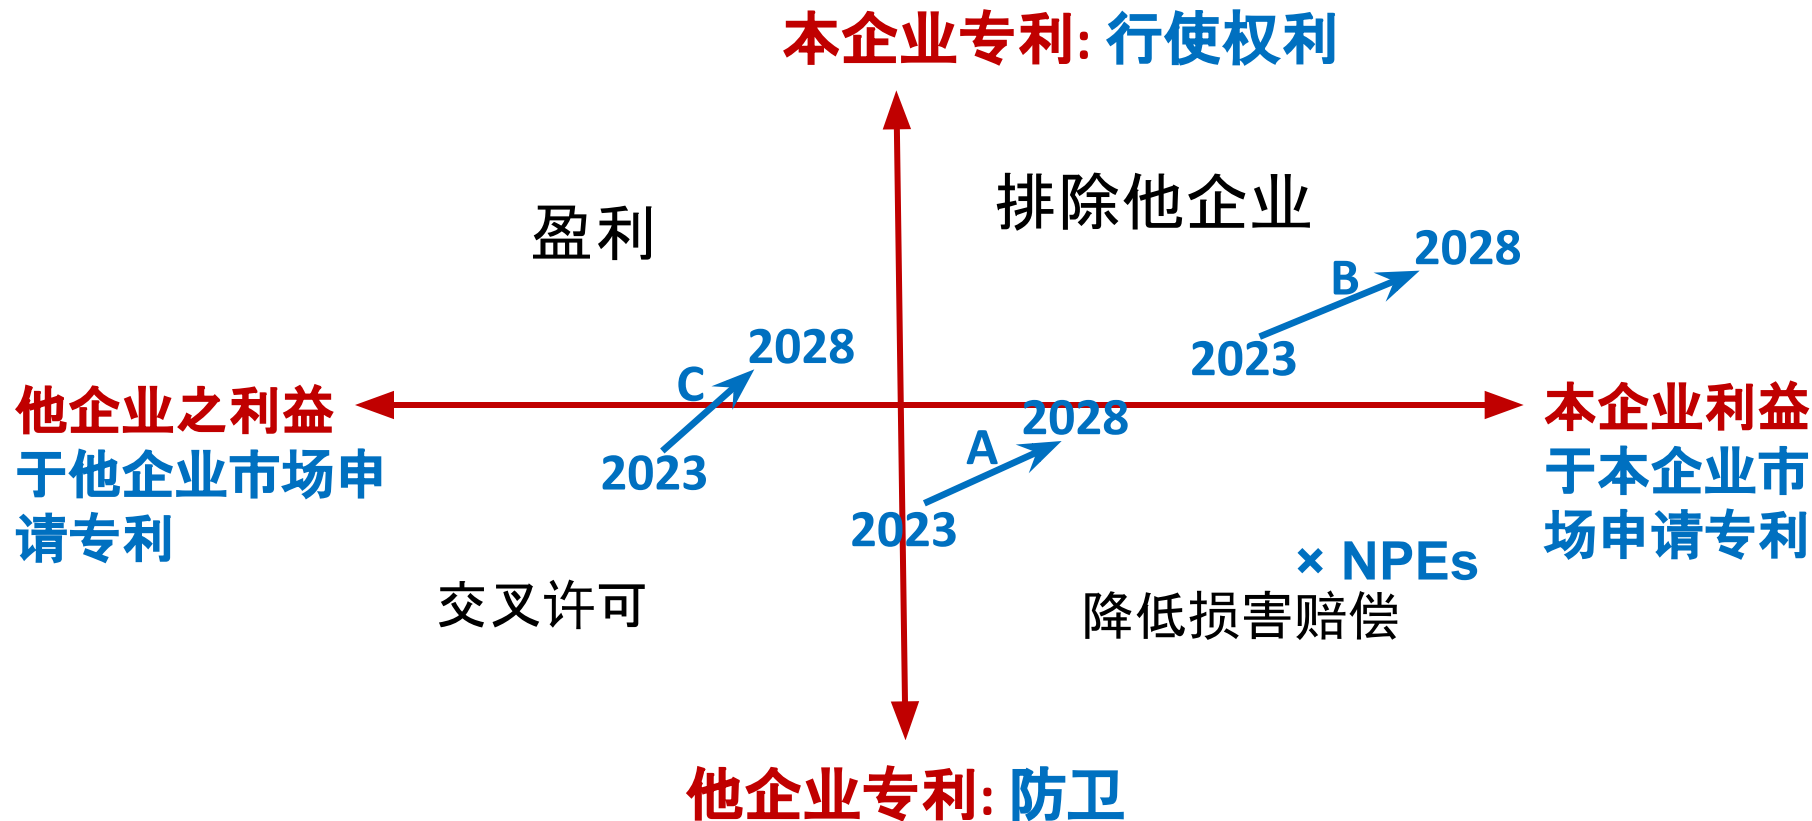 本企业专利: 行使权利
盈利
排除他企业
2028
B
2023
2028
C
2023
他企业之利益
于他企业市场申
请专利
本企业利益
于本企业市
场申请专利
2028
A
2023
× NPEs
交叉许可
降低损害赔偿
他企业专利: 防卫